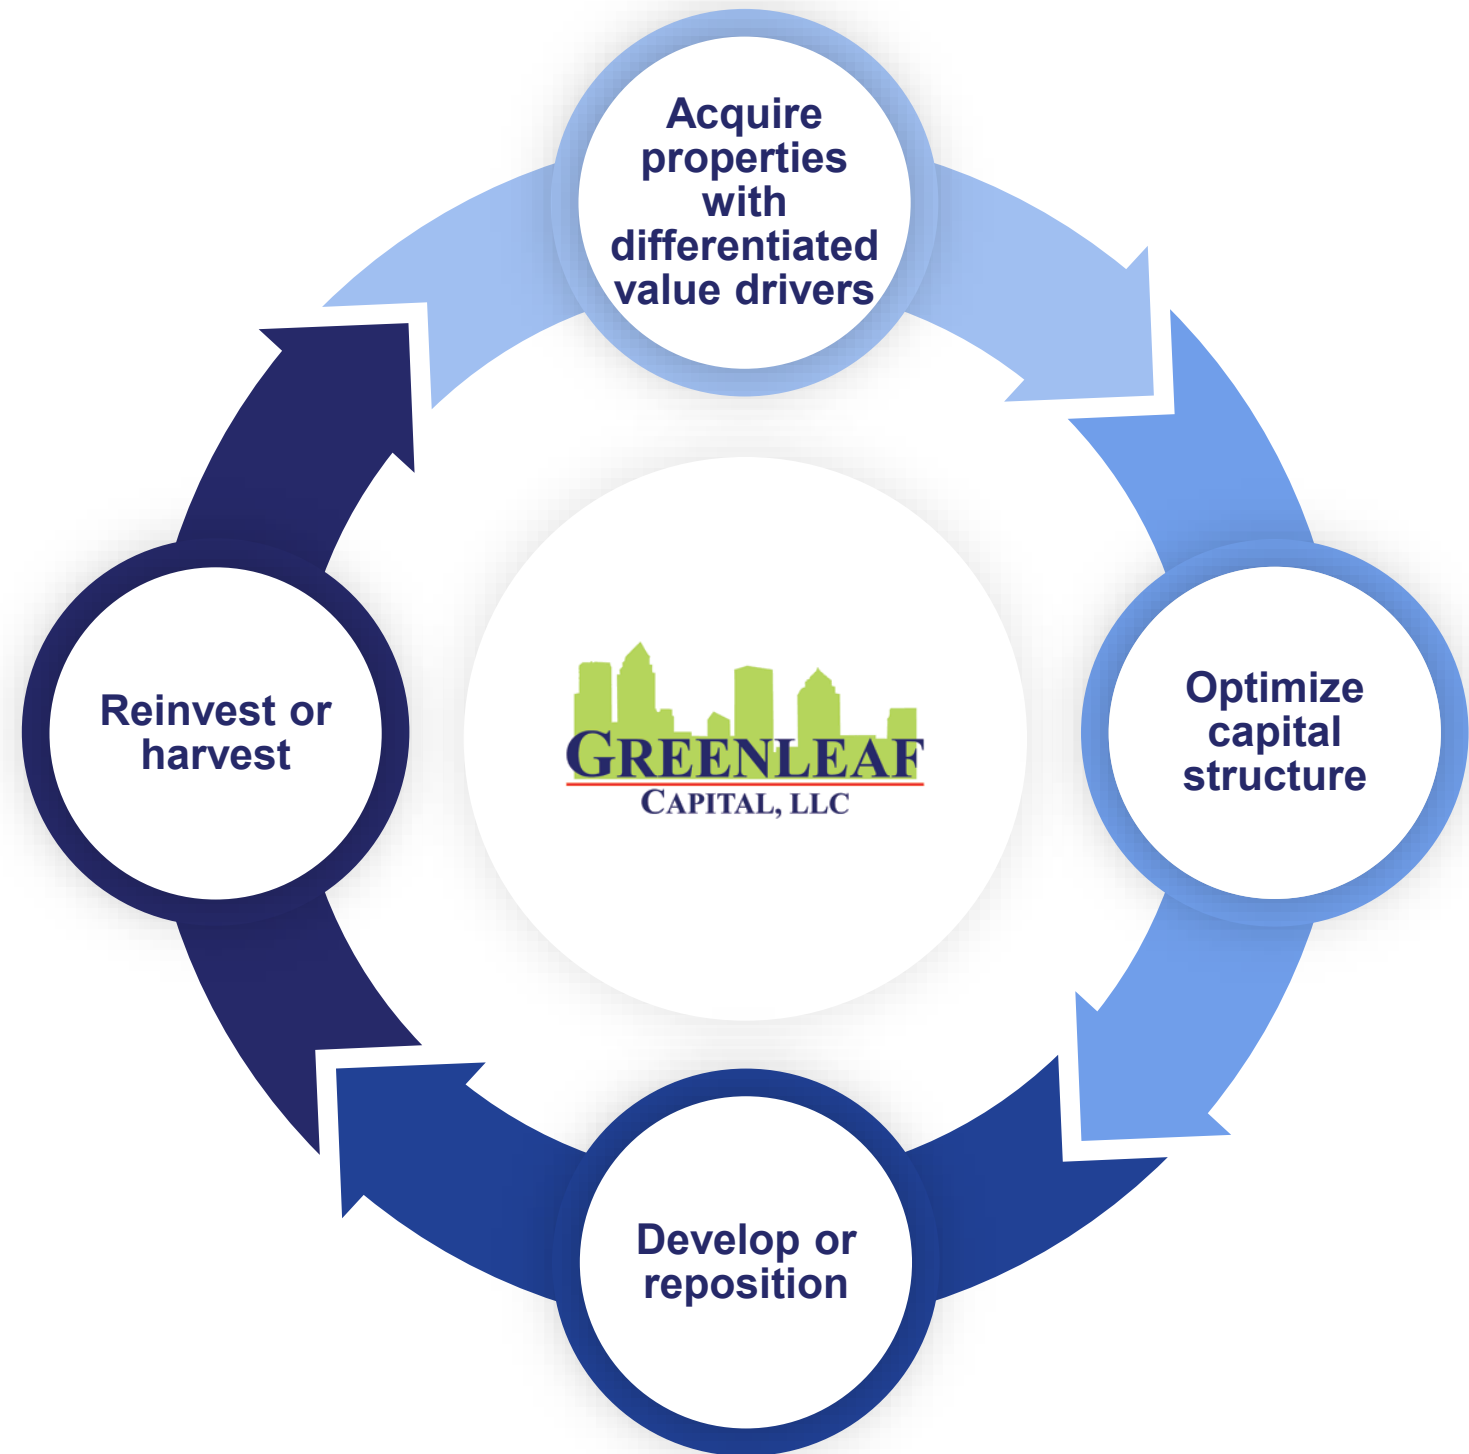 Acquire
properties
with
differentiated
value drivers
Optimize
capital
structure
Develop or
reposition
Reinvest or
harvest
GREENLEAF
CAPITAL, LLC